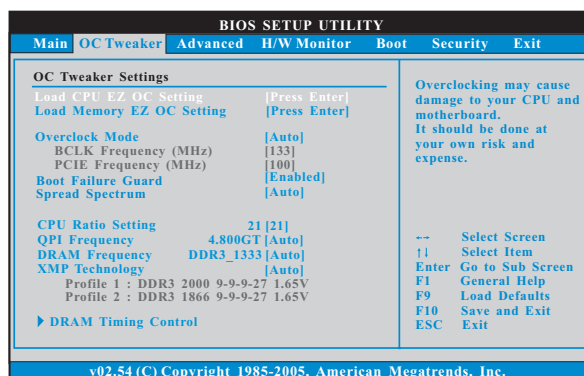 BIOS SETUP UTILITY
Main OC Tweaker Advanced H/W Monitor Boot Security Exit
OC Tweaker Settings
Load CPU EZ OC Setting [Press Enter]
Load Memory EZ OC Setting [Press Enter]
Overclock Mode [Auto]
BCLK Frequency (MHz) [133]
PCIE Frequency (MHz) [100]
Boot Failure Guard [Enabled]
Spread Spectrum [Auto]
CPU Ratio Setting 21 [21]
QPI Frequency 4.800GT [Auto]
DRAM Frequency DDR3_1333 [Auto]
XMP Technology [Auto]
Profile 1 : DDR3 2000 9-9-9-27 1.65V
Profile 2 : DDR3 1866 9-9-9-27 1.65V
DRAM Timing Control
Overclocking may cause
damage to your CPU and
motherboard.
It should be done at
your own risk and
expense.
←→ Select Screen
↑↓ Select Item
Enter Go to Sub Screen
F1 General Help
F9 Load Defaults
F10 Save and Exit
ESC Exit
v02.54 (C) Copyright 1985-2005, American Megatrends, Inc.